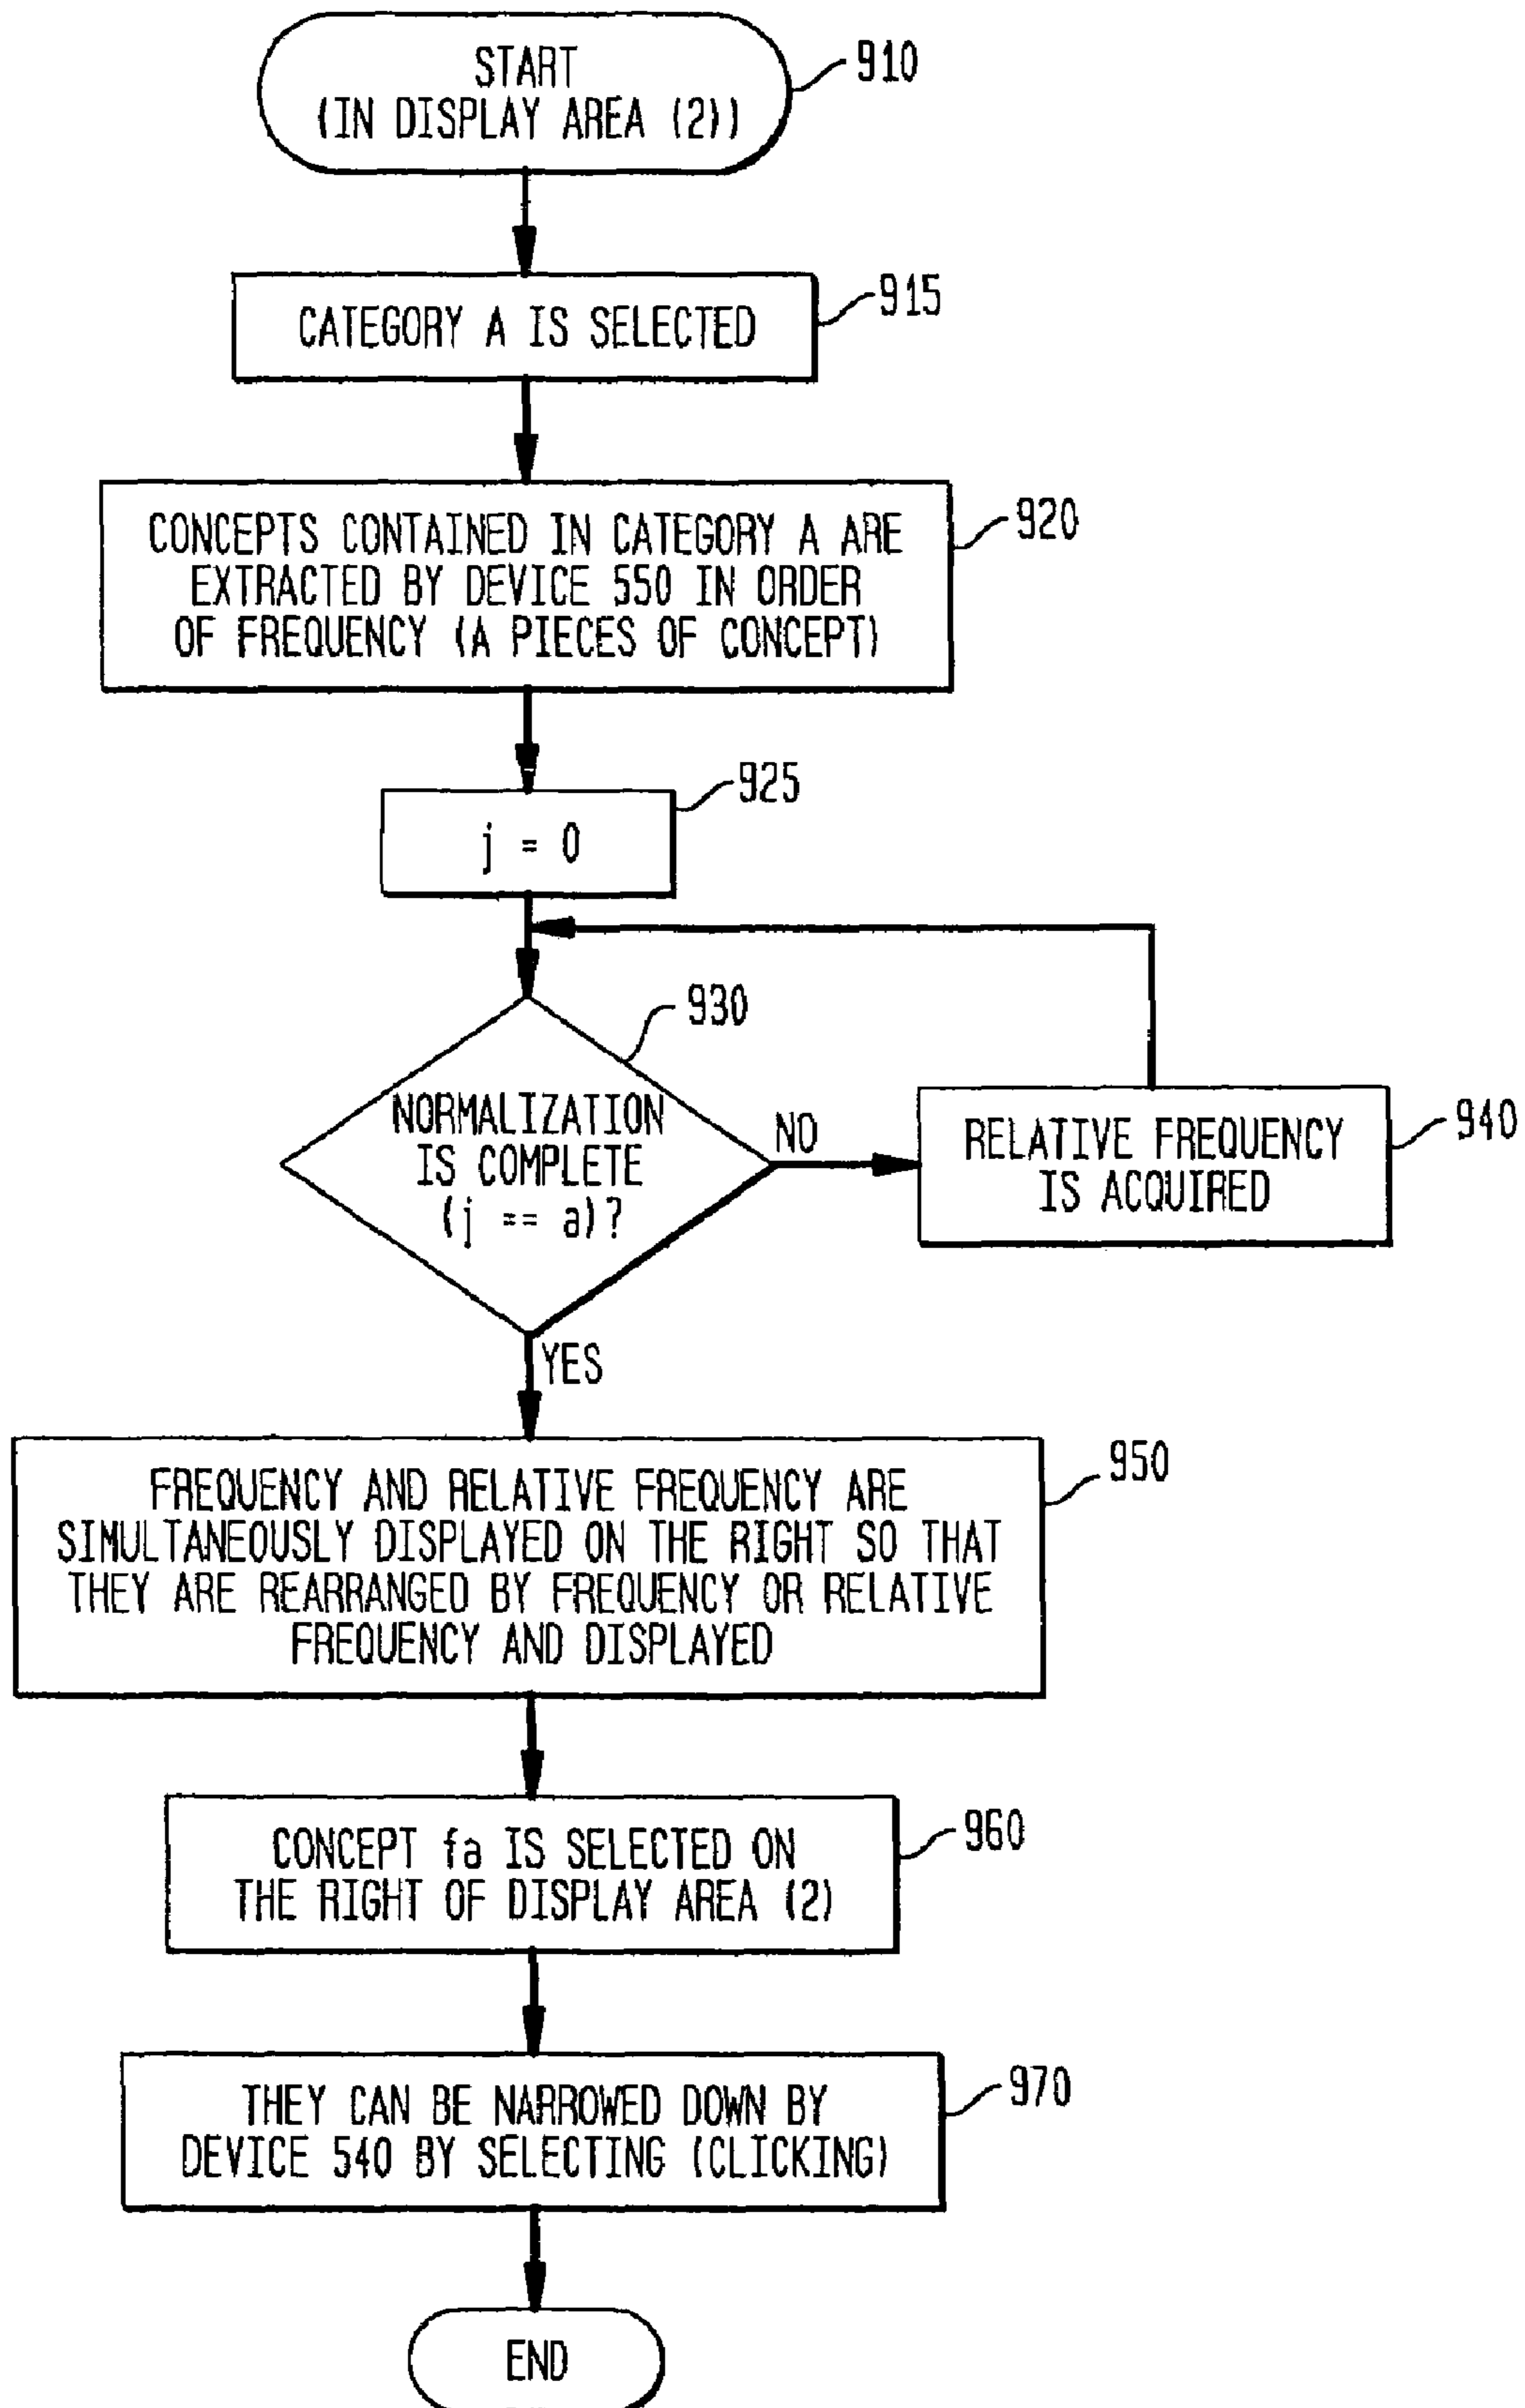 START
(IN DISPLAY AREA (2))
910
CATEGORY A IS SELECTED
915
CONCEPTS CONTAINED IN CATEGORY A ARE
EXTRACTED BY DEVICE 550 IN ORDER
OF FREQUENCY (A PIECES OF CONCEPT)
920
j = 0
925
930
NORMALIZATION
IS COMPLETE
(j == a)?
NO
RELATIVE FREQUENCY
IS ACQUIRED
940
YES
FREQUENCY AND RELATIVE FREQUENCY ARE
SIMULTANEOUSLY DISPLAYED ON THE RIGHT SO THAT
THEY ARE REARRANGED BY FREQUENCY OR RELATIVE
FREQUENCY AND DISPLAYED
950
CONCEPT fa IS SELECTED ON
THE RIGHT OF DISPLAY AREA (2)
960
THEY CAN BE NARROWED DOWN BY
DEVICE 540 BY SELECTING (CLICKING)
970
END